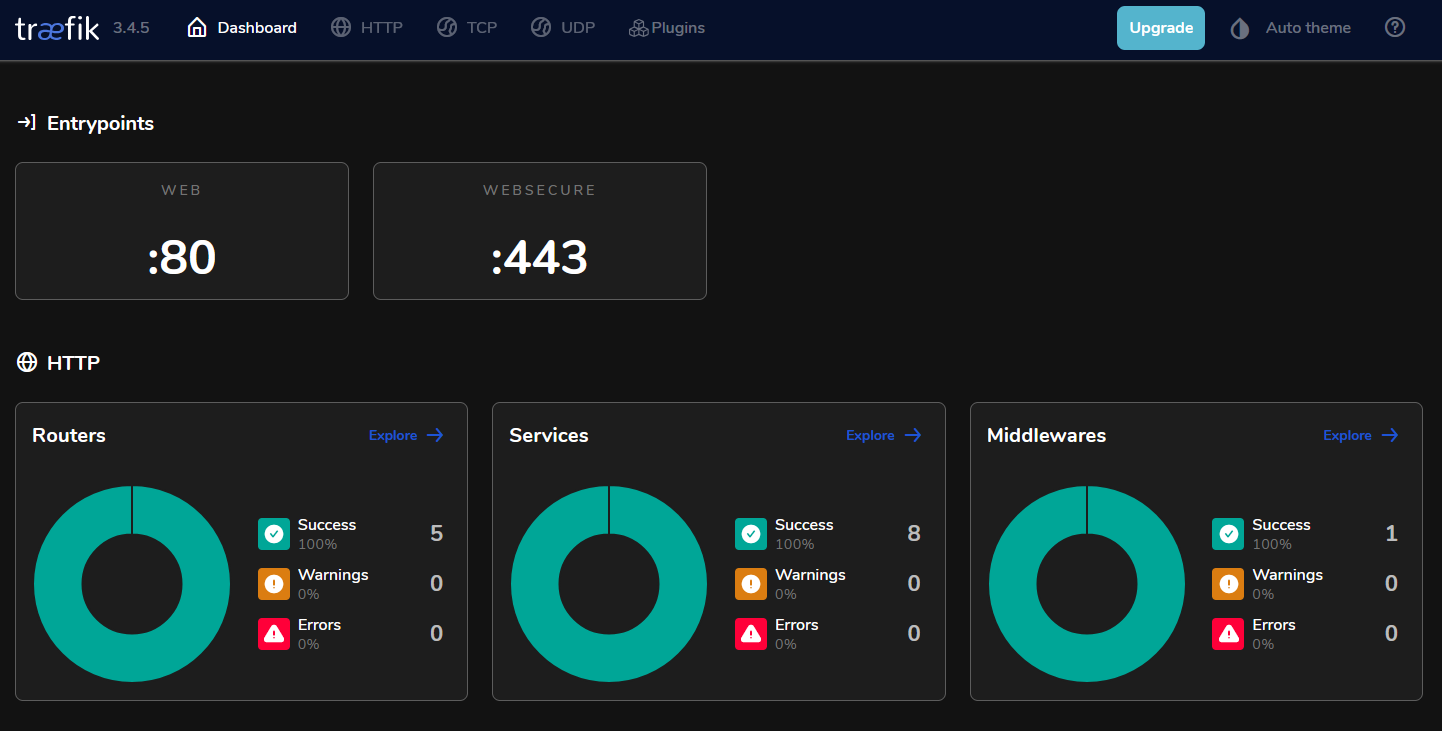 træfik 3.4.5 Dashboard HTTP TCP UDP Plugins Upgrade Auto theme
Entrypoints
WEB
:80
WEBSECURE
:443
HTTP
Routers Explore
Success 5
100%
Warnings 0
0%
Errors 0
0%
Services Explore
Success 8
100%
Warnings 0
0%
Errors 0
0%
Middlewares Explore
Success 1
100%
Warnings 0
0%
Errors 0
0%